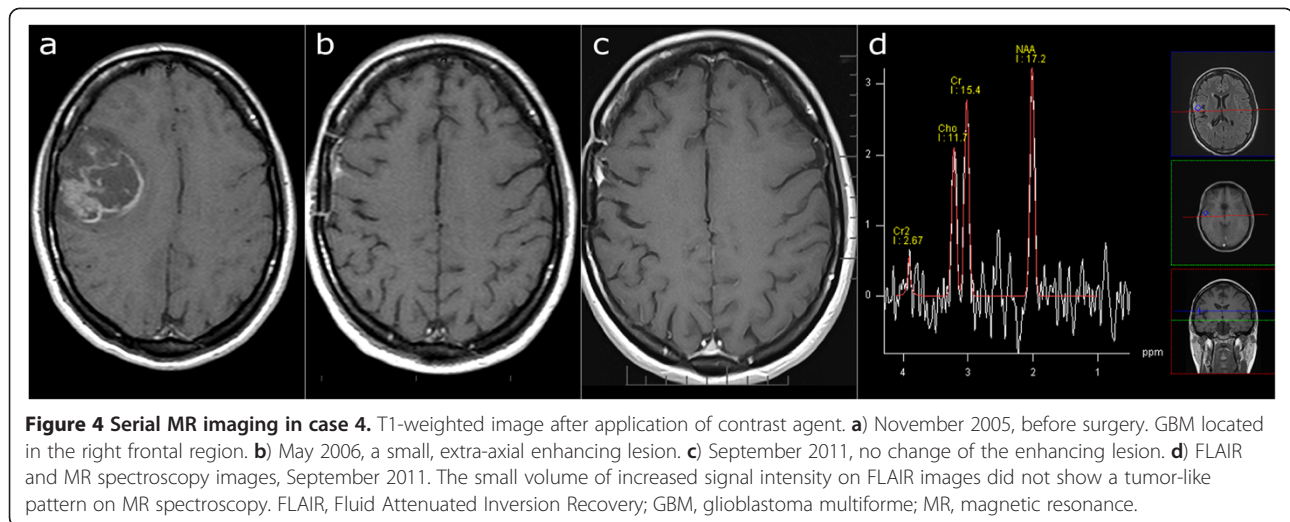 a
b
c
d
NAA
I : 17.2
Cr
I : 15.4
Cho
I : 11.7
Cr2
I : 2.67
3
2
1
0
ppm
4
3
2
1
Figure 4 Serial MR imaging in case 4. T1-weighted image after application of contrast agent. a) November 2005, before surgery. GBM located
in the right frontal region. b) May 2006, a small, extra-axial enhancing lesion. c) September 2011, no change of the enhancing lesion. d) FLAIR
and MR spectroscopy images, September 2011. The small volume of increased signal intensity on FLAIR images did not show a tumor-like
pattern on MR spectroscopy. FLAIR, Fluid Attenuated Inversion Recovery; GBM, glioblastoma multiforme; MR, magnetic resonance.